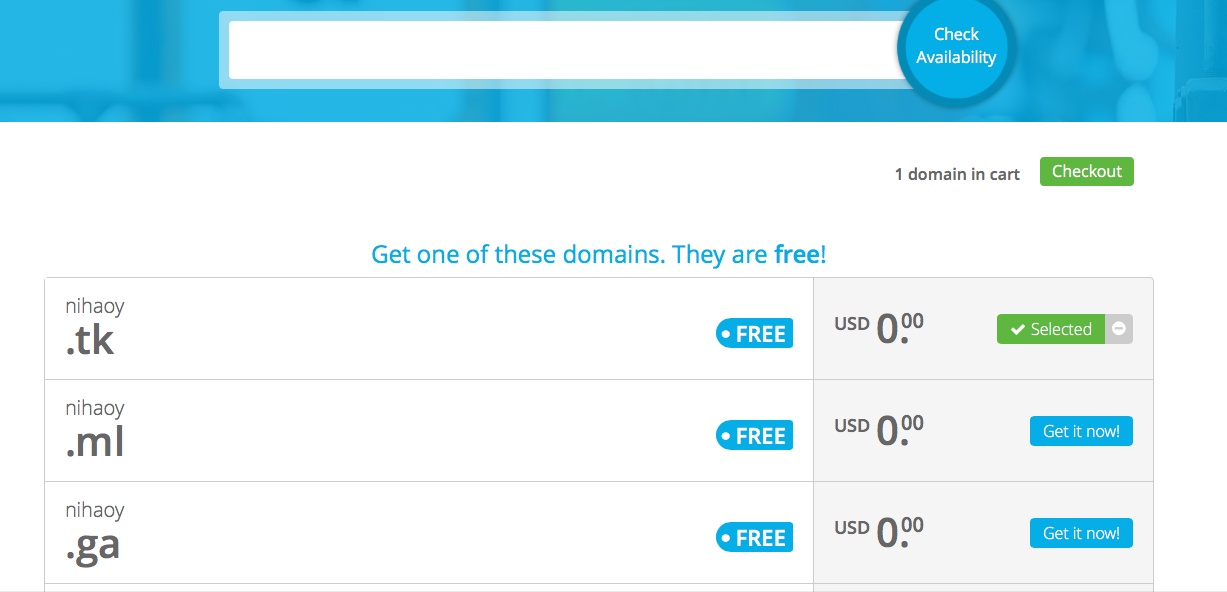 Check
Availability
1 domain in cart
Checkout
Get one of these domains. They are free!
nihaoy
.tk
FREE
USD 0.00
Selected
nihaoy
.ml
FREE
USD 0.00
Get it now!
nihaoy
.ga
FREE
USD 0.00
Get it now!